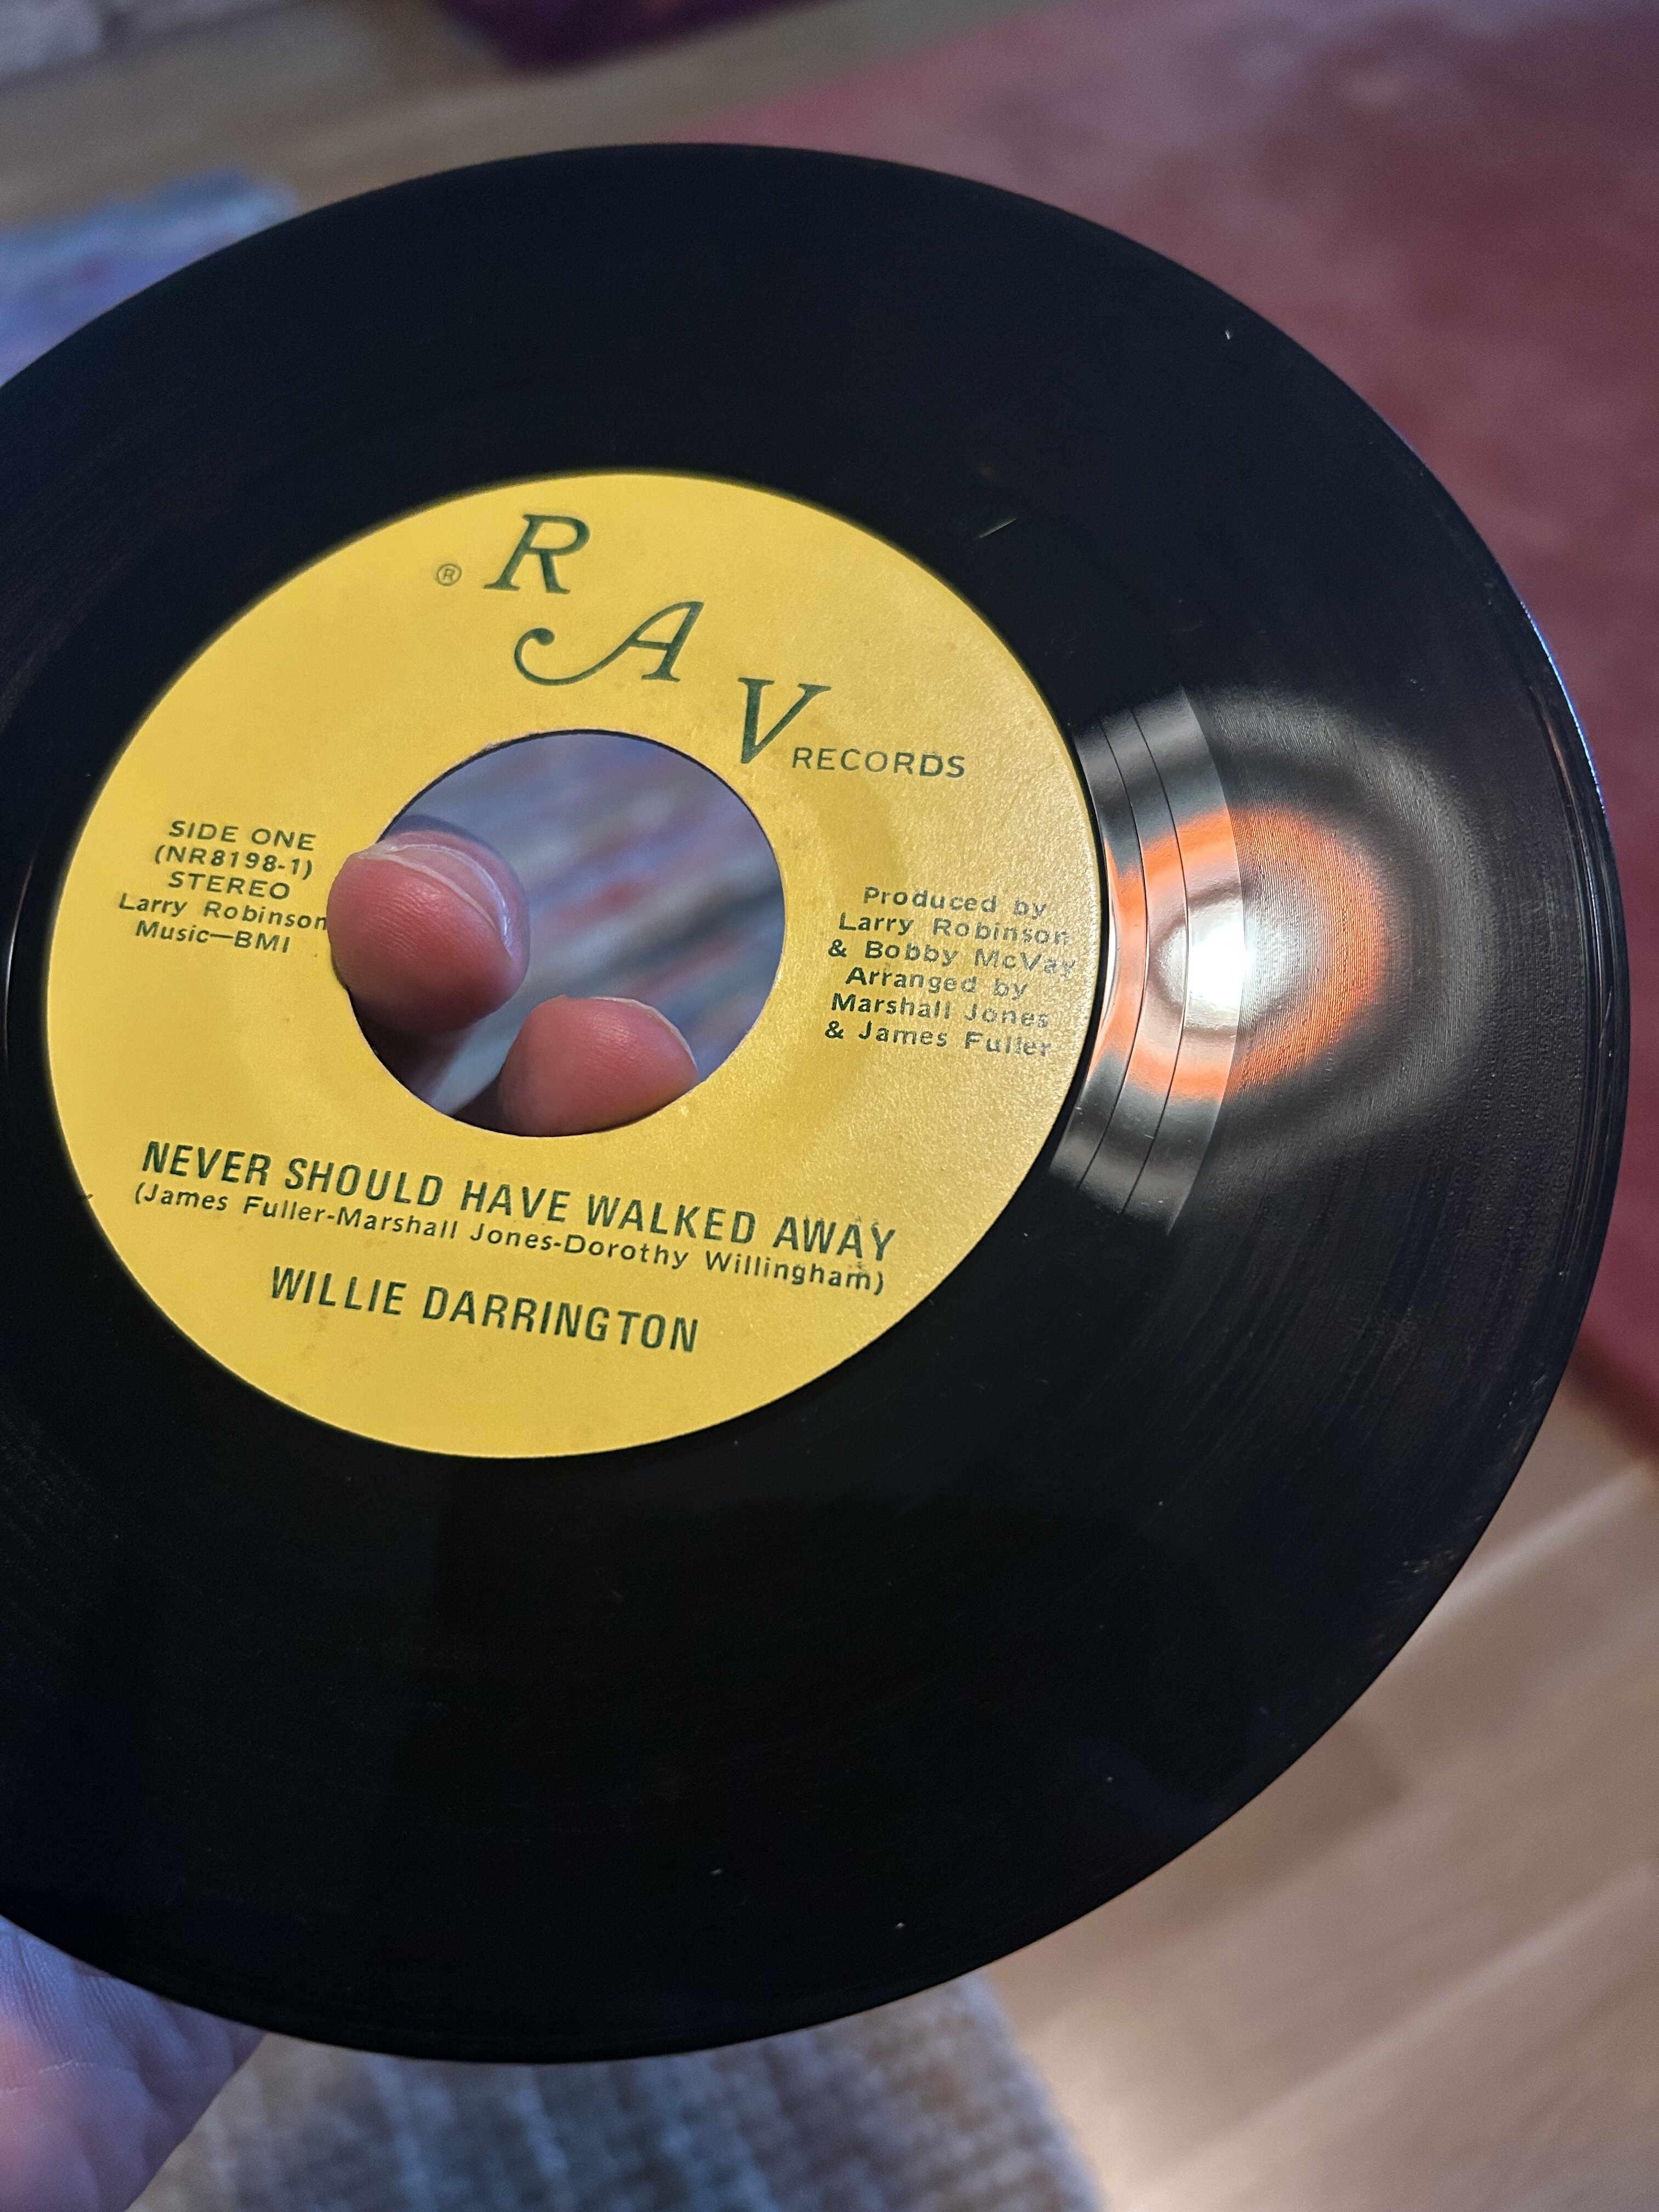 ® R
A
V RECORDS
SIDE ONE
(NR8198-1)
STEREO
Larry Robinson
Music—BMI
Produced by
Larry Robinson
& Bobby McVay
Arranged by
Marshall Jones
& James Fuller
NEVER SHOULD HAVE WALKED AWAY
(James Fuller-Marshall Jones-Dorothy Willingham)
WILLIE DARRINGTON